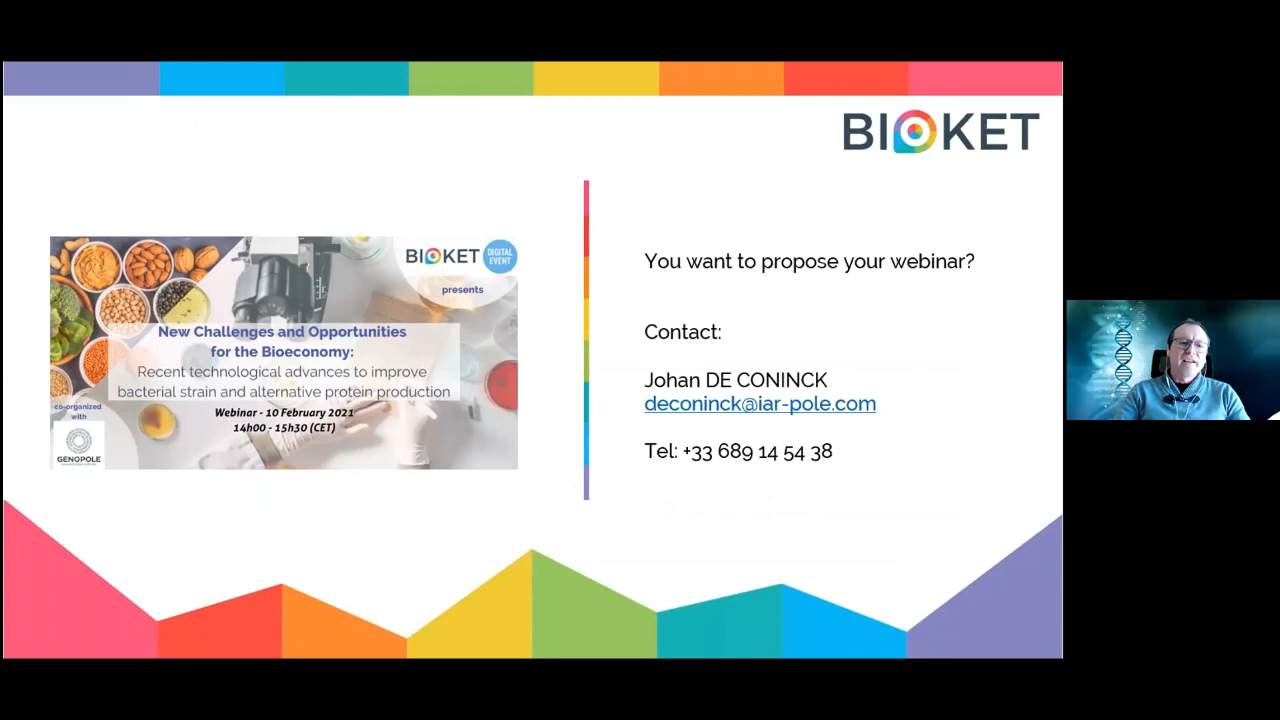 BIOKET
BIOKET
DIGITAL
EVENT
presents
New Challenges and Opportunities
for the Bioeconomy:
Recent technological advances to improve
bacterial strain and alternative protein production
Webinar - 10 February 2021
14h00 - 15h30 (CET)
co-organized
with
GENOPOLE
You want to propose your webinar?
Contact:
Johan DE CONINCK
deconinck@iar-pole.com
Tel: +33 689 14 54 38